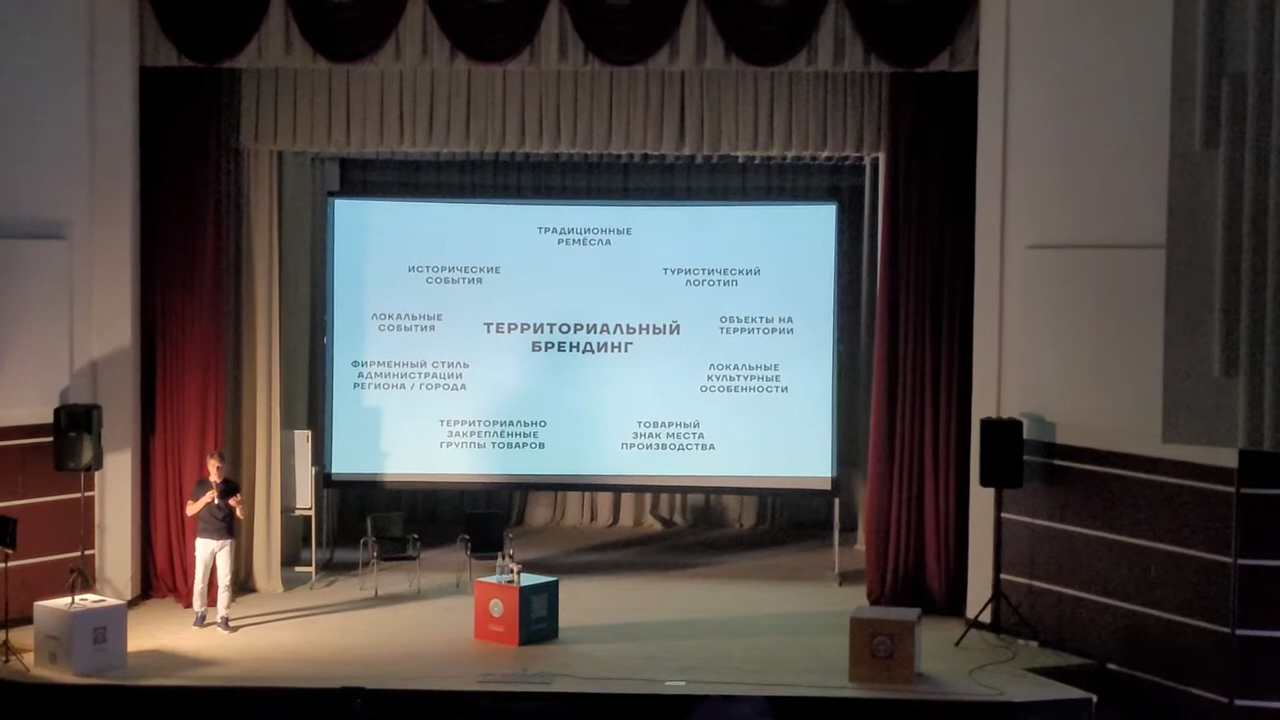 ТРАДИЦИОННЫЕ
РЕМЁСЛА
ИСТОРИЧЕСКИЕ
СОБЫТИЯ
ТУРИСТИЧЕСКИЙ
ЛОГОТИП
ЛОКАЛЬНЫЕ
СОБЫТИЯ
ТЕРРИТОРИАЛЬНЫЙ
БРЕНДИНГ
ОБЪЕКТЫ НА
ТЕРРИТОРИИ
ФИРМЕННЫЙ СТИЛЬ
АДМИНИСТРАЦИИ
РЕГИОНА / ГОРОДА
ЛОКАЛЬНЫЕ
КУЛЬТУРНЫЕ
ОСОБЕННОСТИ
ТЕРРИТОРИАЛЬНО
ЗАКРЕПЛЁННЫЕ
ГРУППЫ ТОВАРОВ
ТОВАРНЫЙ
ЗНАК МЕСТА
ПРОИЗВОДСТВА